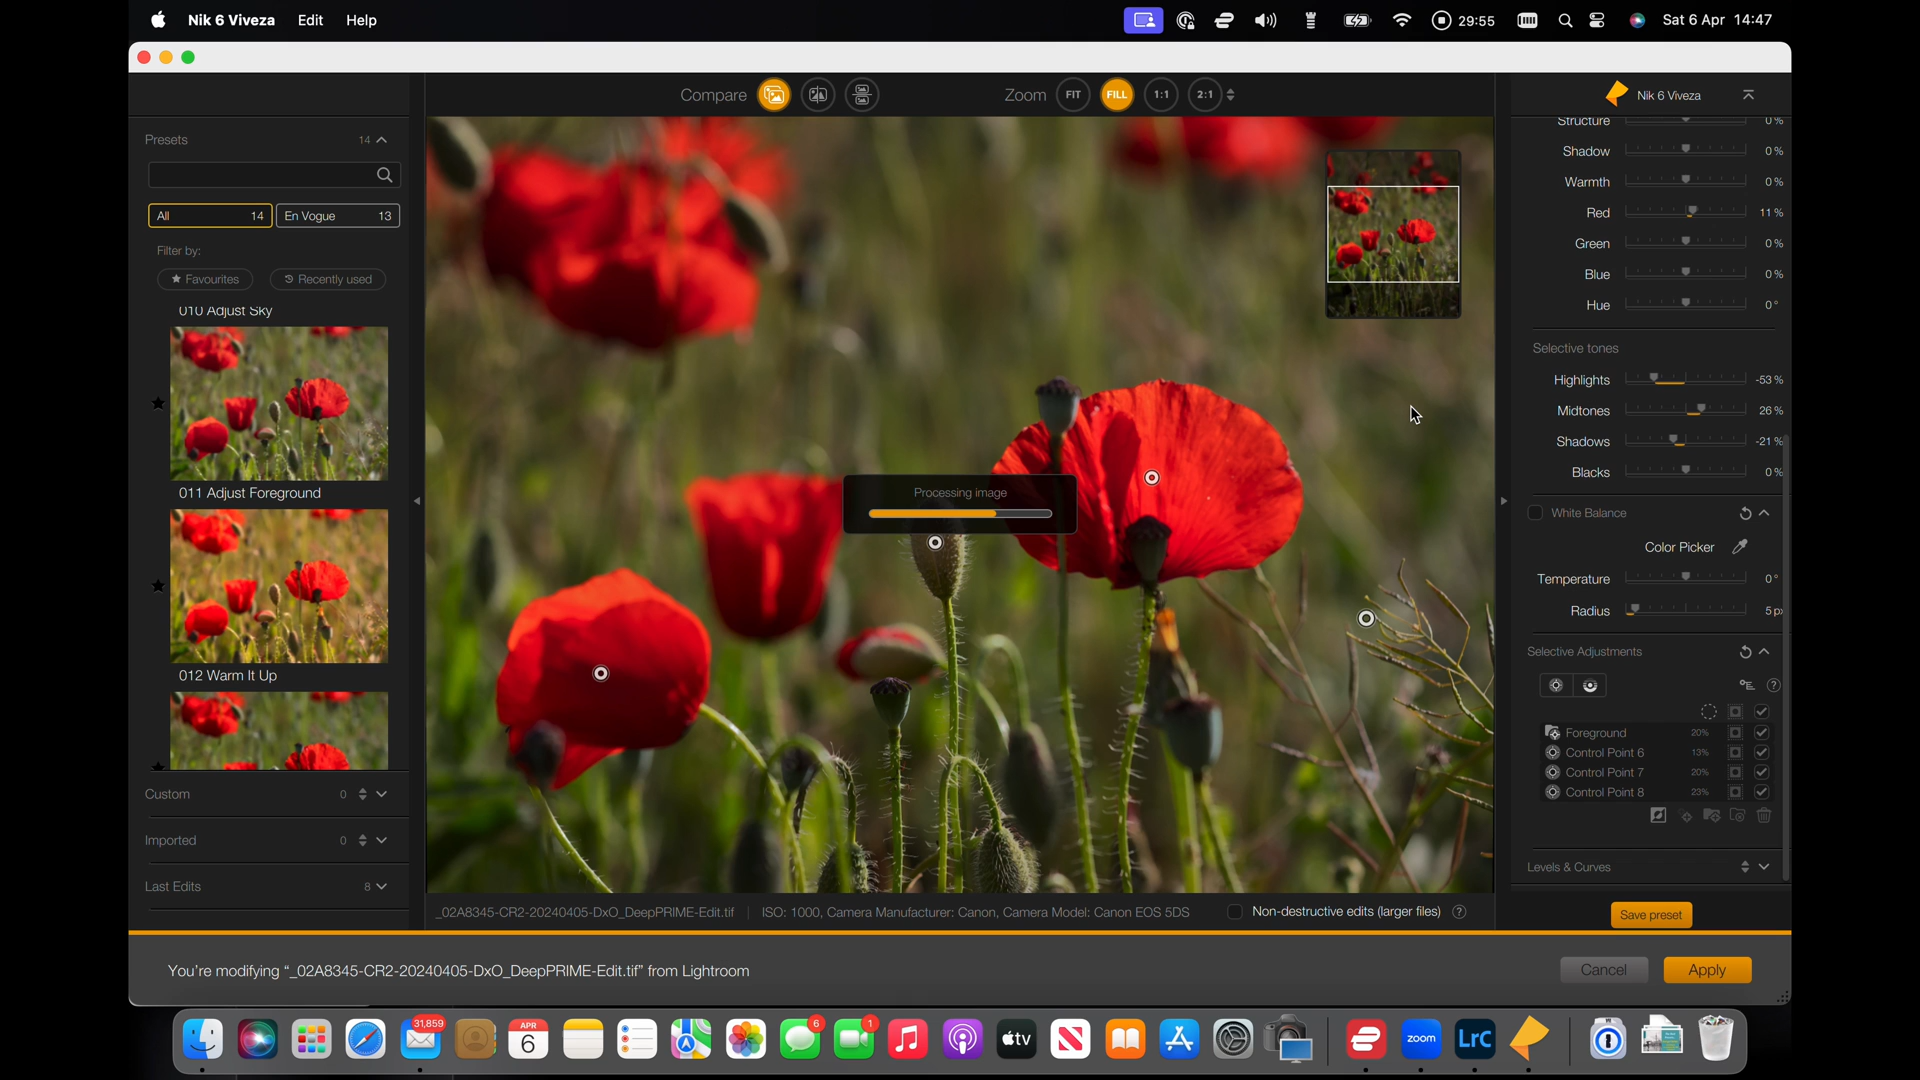 Nik 6 Viveza Edit Help
29:55
Sat 6 Apr 14:47
Compare
Zoom FIT FILL 1:1 2:1
Nik 6 Viveza
Presets 14
All 14
En Vogue 13
Filter by:
Favourites
Recently used
010 Adjust Sky
011 Adjust Foreground
012 Warm It Up
Custom 0
Imported 0
Last Edits 8
Processing image
Structure 0%
Shadow 0%
Warmth 0%
Red 11%
Green 0%
Blue 0%
Hue 0°
Selective tones
Highlights -53%
Midtones 26%
Shadows -21%
Blacks 0%
White Balance
Color Picker
Temperature 0°
Radius 5 px
Selective Adjustments
?
Foreground 20%
Control Point 6 13%
Control Point 7 20%
Control Point 8 23%
Levels & Curves
_02A8345-CR2-20240405-DxO_DeepPRIME-Edit.tif
ISO: 1000, Camera Manufacturer: Canon, Camera Model: Canon EOS 5DS
Non-destructive edits (larger files) ?
Save preset
You're modifying “_02A8345-CR2-20240405-DxO_DeepPRIME-Edit.tif” from Lightroom
Cancel
Apply
31,859
APR
6
6
1
tv
zoom
LrC